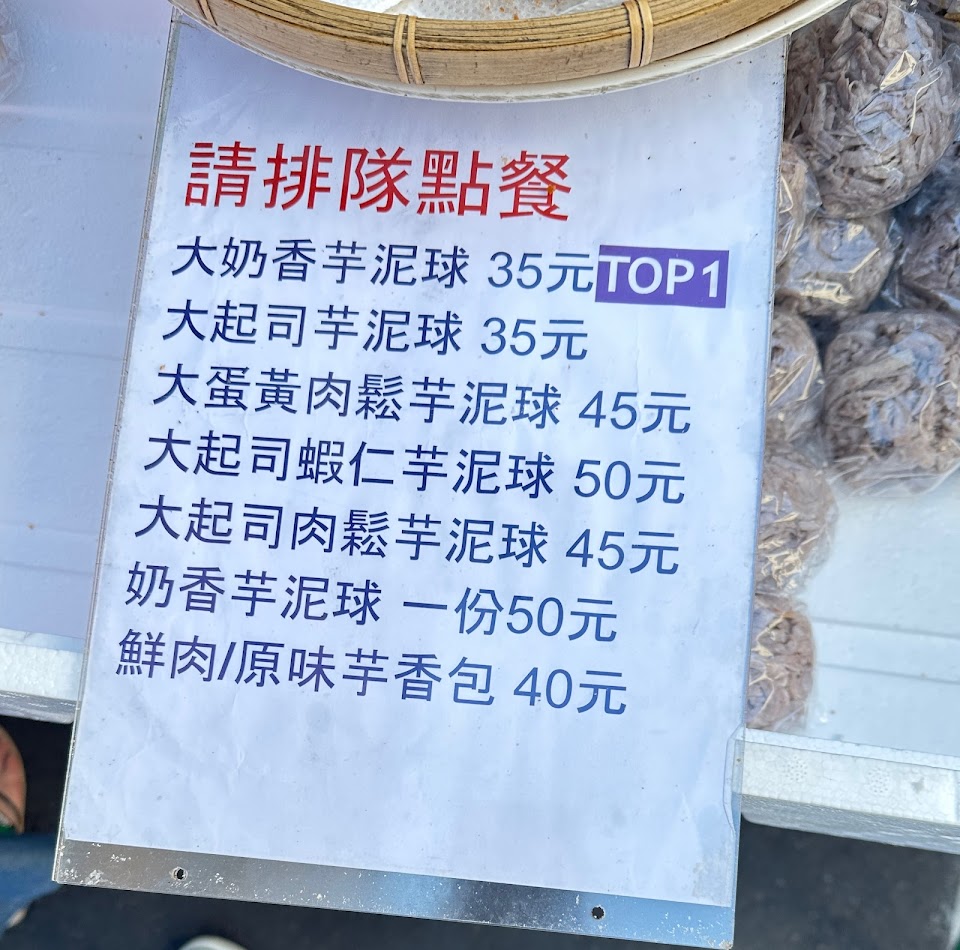 請排隊點餐
大奶香芋泥球 35元TOP1
大起司芋泥球 35元
大蛋黃肉鬆芋泥球 45元
大起司蝦仁芋泥球 50元
大起司肉鬆芋泥球 45元
奶香芋泥球 一份50元
鮮肉/原味芋香包 40元